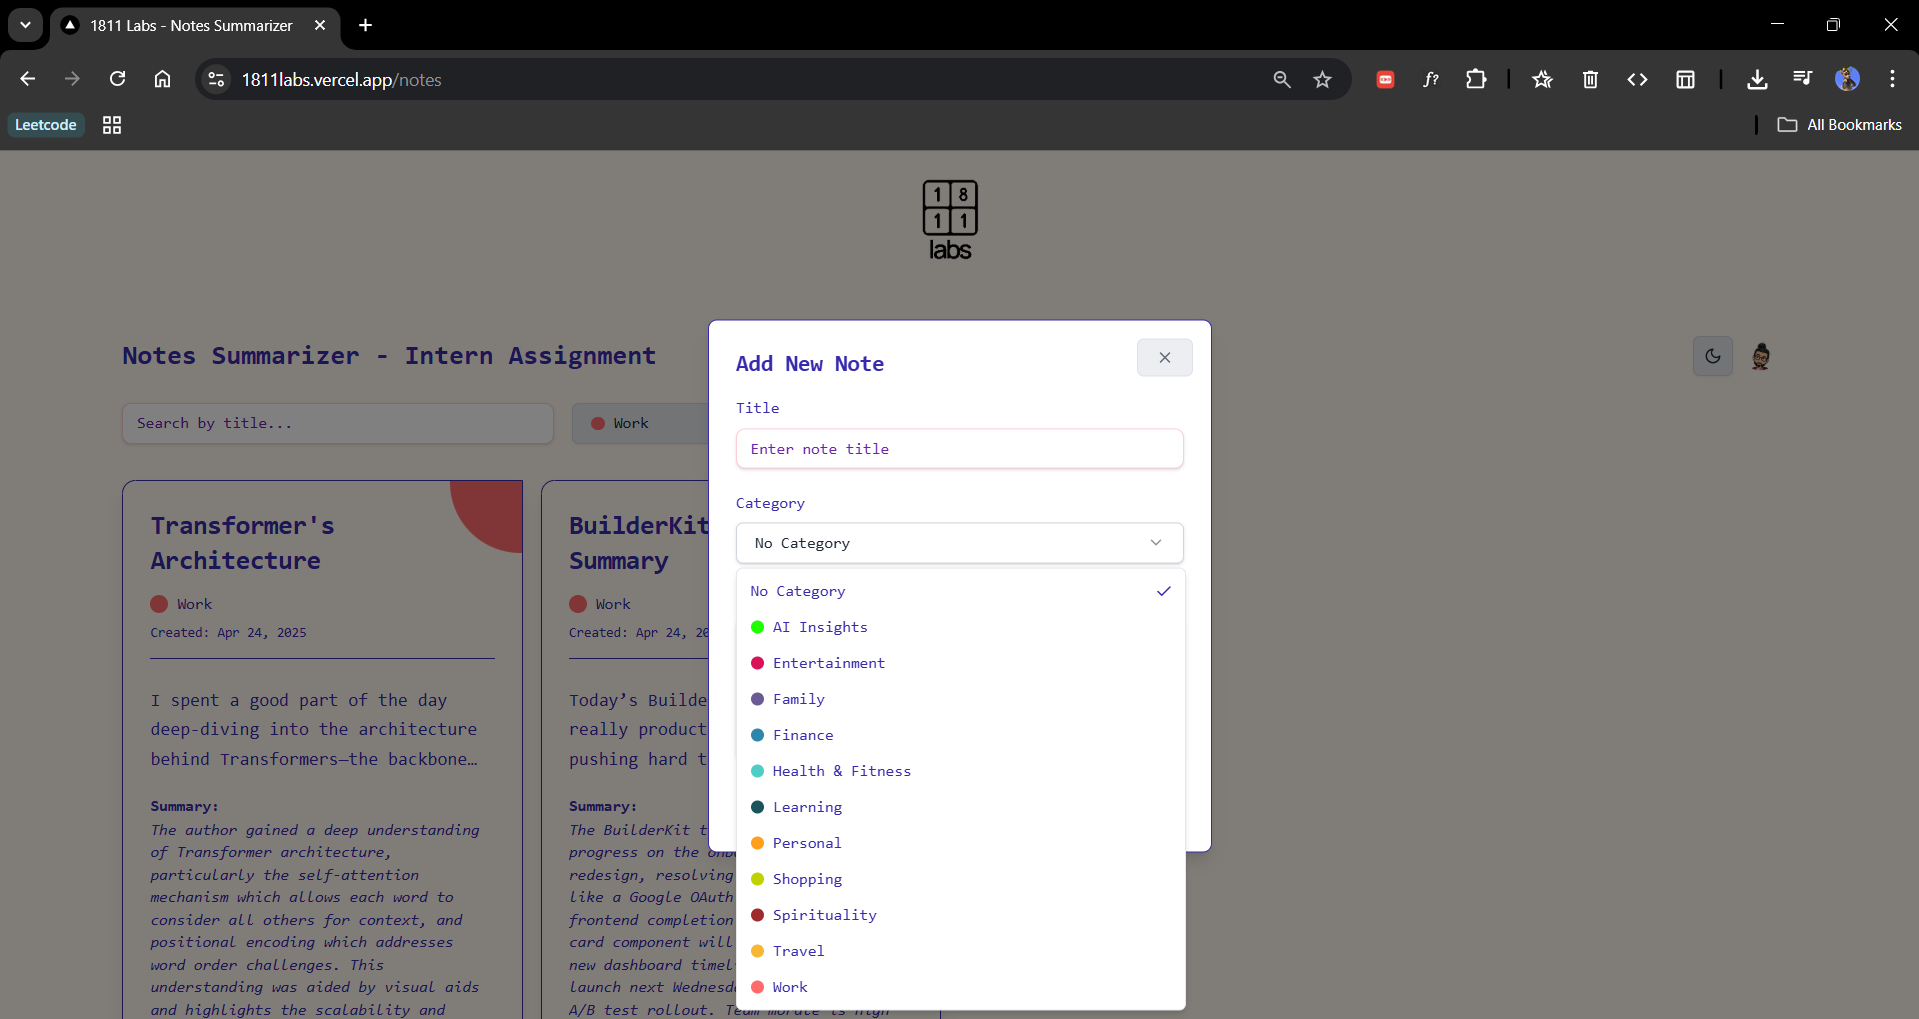 1811 Labs - Notes Summarizer
1811labs.vercel.app/notes
f?
Leetcode
All Bookmarks
1 8
1 1
labs
Notes Summarizer - Intern Assignment
Search by title...
Work
Transformer's
Architecture
Work
Created: Apr 24, 2025
I spent a good part of the day
deep-diving into the architecture
behind Transformers—the backbone…
Summary:
The author gained a deep understanding
of Transformer architecture,
particularly the self-attention
mechanism which allows each word to
consider all others for context, and
positional encoding which addresses
word order challenges. This
understanding was aided by visual aids
and highlights the scalability and
BuilderKit
Summary
Work
Created: Apr 24, 20
Today’s Builde
really product
pushing hard t
Summary:
The BuilderKit t
progress on the onb
redesign, resolving
like a Google OAuth
frontend completion
card component will
new dashboard timel
launch next Wednesd
A/B test rollout. Team morale is high
Add New Note
Title
Enter note title
Category
No Category
No Category
AI Insights
Entertainment
Family
Finance
Health & Fitness
Learning
Personal
Shopping
Spirituality
Travel
Work